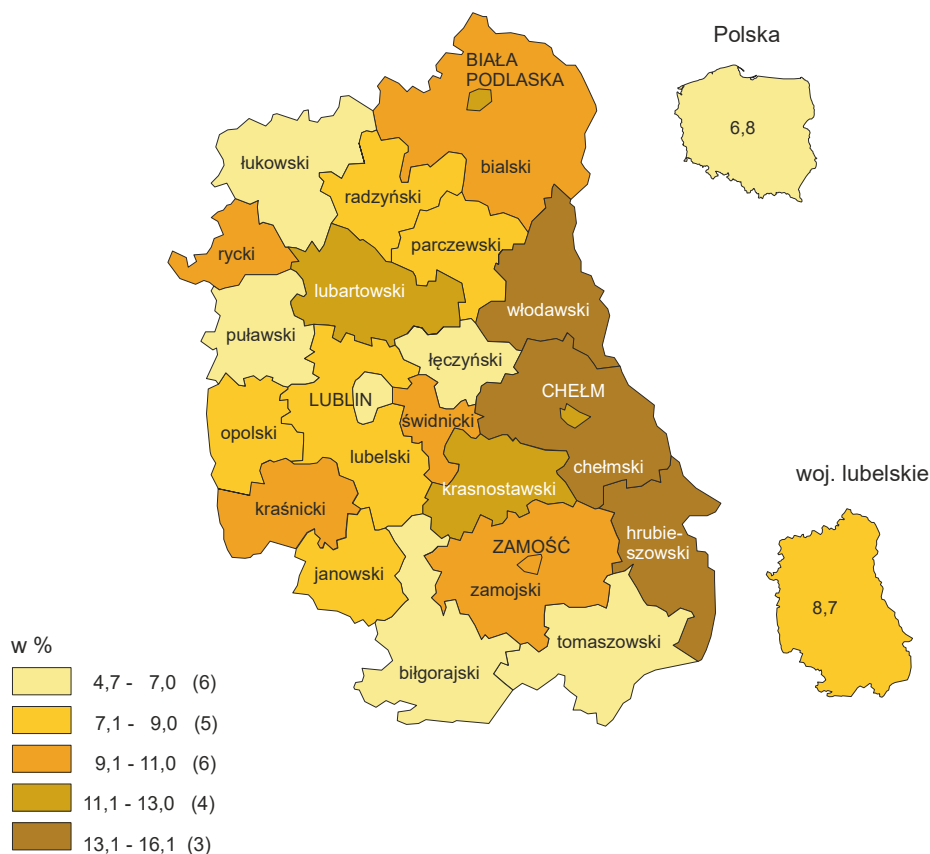 Polska
6,8
BIAŁA
PODLASKA
łukowski
bialski
radzyński
rycki
parczewski
lubartowski
włodawski
puławski
łęczyński
LUBLIN
CHEŁM
świdnicki
opolski
lubelski
chełmski
krasnostawski
woj. lubelskie
8,7
kraśnicki
hrubie-
szowski
ZAMOŚĆ
janowski
zamojski
tomaszowski
biłgorajski
w %
4,7 - 7,0 (6)
7,1 - 9,0 (5)
9,1 - 11,0 (6)
11,1 - 13,0 (4)
13,1 - 16,1 (3)